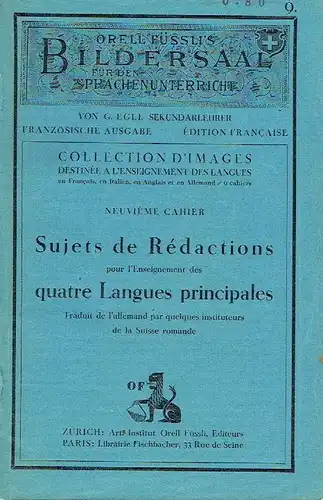 0.80
9.
ORELL FÜSSLI'S
BILDERSAAL
FÜR DEN
SPRACHENUNTERRICHT
VON G. EGLI SEKUNDARLEHRER
FRANZÖSISCHE AUSGABE ÉDITION FRANÇAISE
COLLECTION D'IMAGES
DESTINÉE A L'ENSEIGNEMENT DES LANGUES
en Français, en Italien, en Anglais et en Allemand / 9 cahiers
NEUVIÈME CAHIER
Sujets de Rédactions
pour l'Enseignement des
quatre Langues principales
Traduit de l'allemand par quelques instituteurs
de la Suisse romande
OF
ZURICH: Artᵉ Institut Orell Füssli, Editeurs
PARIS: Librairie Fischbacher, 33 Rue de Seine